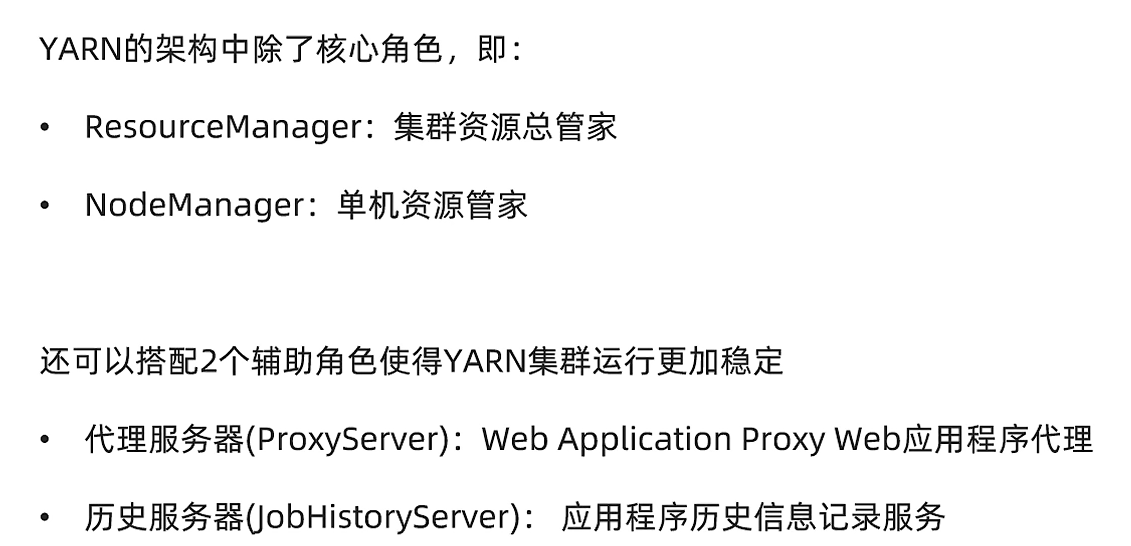 YARN的架构中除了核心角色，即：
• ResourceManager：集群资源总管家
• NodeManager：单机资源管家
还可以搭配2个辅助角色使得YARN集群运行更加稳定
• 代理服务器(ProxyServer)：Web Application Proxy Web应用程序代理
• 历史服务器(JobHistoryServer)： 应用程序历史信息记录服务